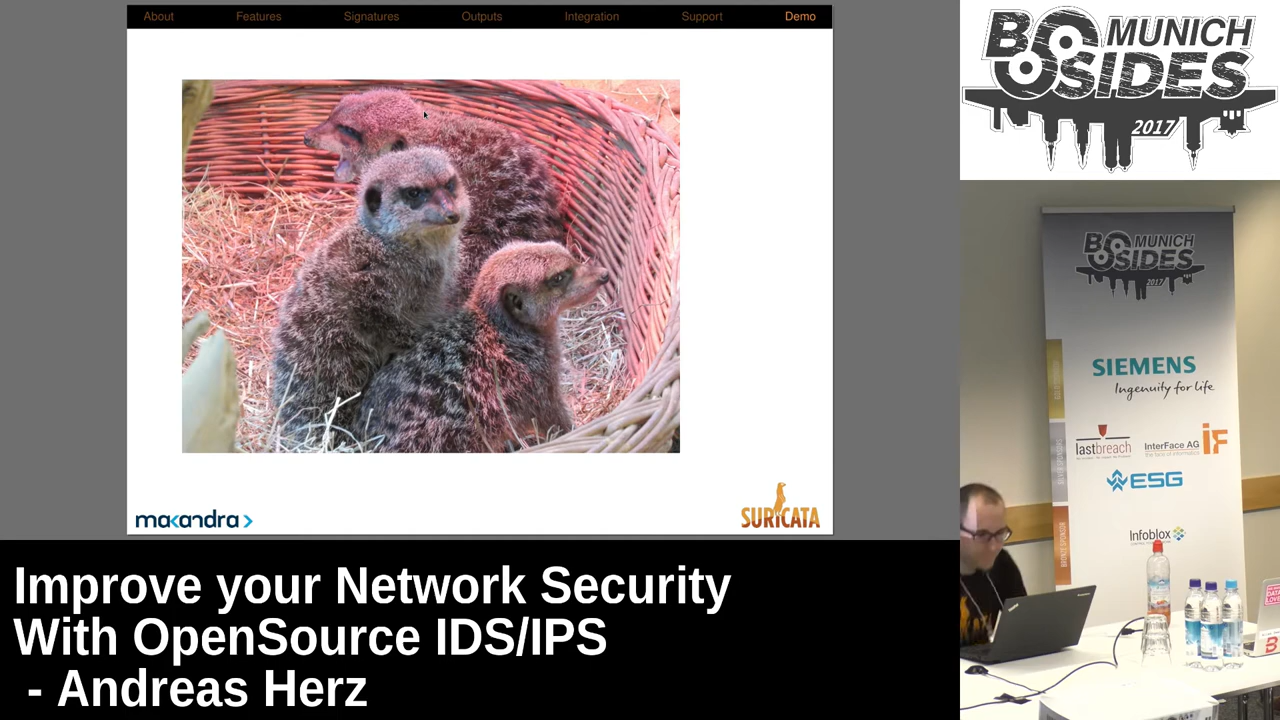 About Features Signatures Outputs Integration Support Demo
makandra
SURICATA
Improve your Network Security
With OpenSource IDS/IPS
- Andreas Herz
BSIDES MUNICH
2017
BSIDES MUNICH
2017
SIEMENS
Ingenuity for life
lastbreach
InterFace AG
iF
ESG
Infoblox